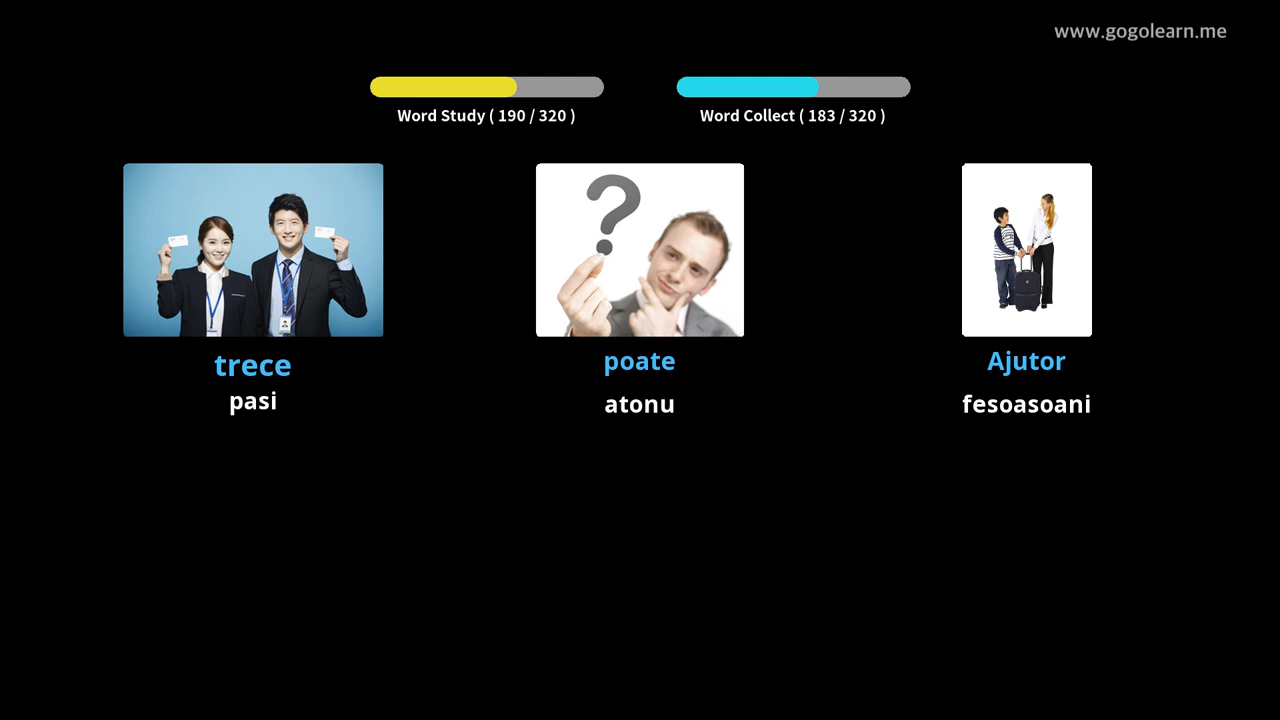 www.gogolearn.me
Word Study ( 190 / 320 )
Word Collect ( 183 / 320 )
trece
poate
Ajutor
pasi
atonu
fesoasoani